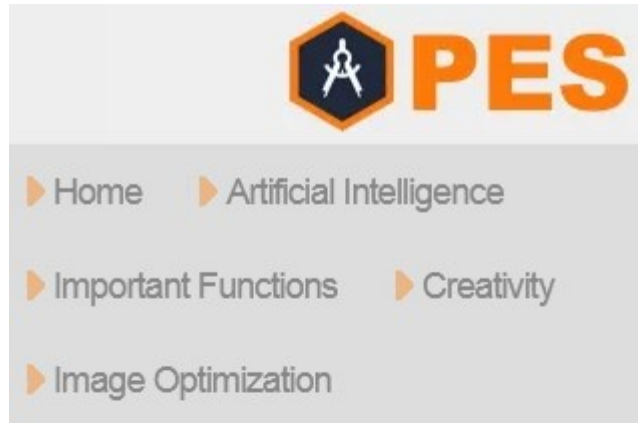 PES
Home Artificial Intelligence
Important Functions Creativity
Image Optimization